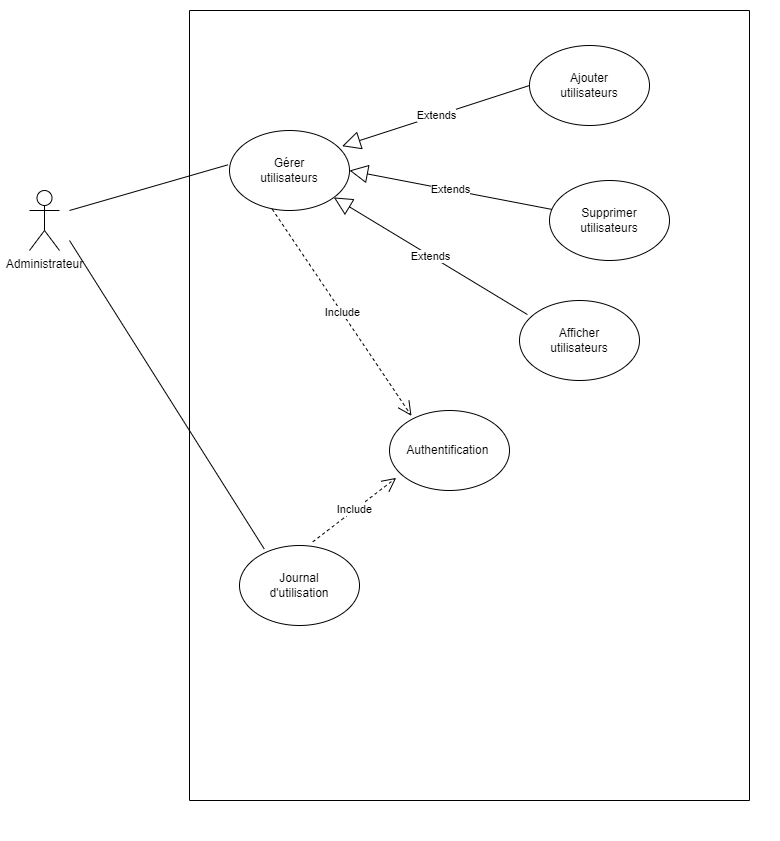 Ajouter
utilisateurs
Extends
Gérer
utilisateurs
Extends
Supprimer
utilisateurs
Administrateur
Extends
Include
Afficher
utilisateurs
Authentification
Include
Journal
d'utilisation